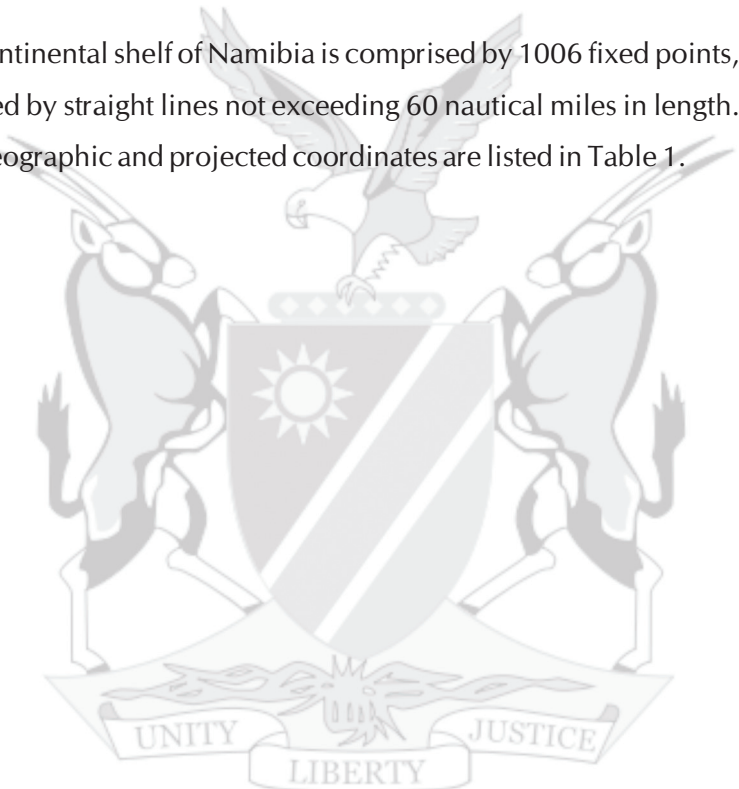 ntinental shelf of Namibia is comprised by 1006 fixed points,
ed by straight lines not exceeding 60 nautical miles in length.
eographic and projected coordinates are listed in Table 1.
UNITY
JUSTICE
LIBERTY